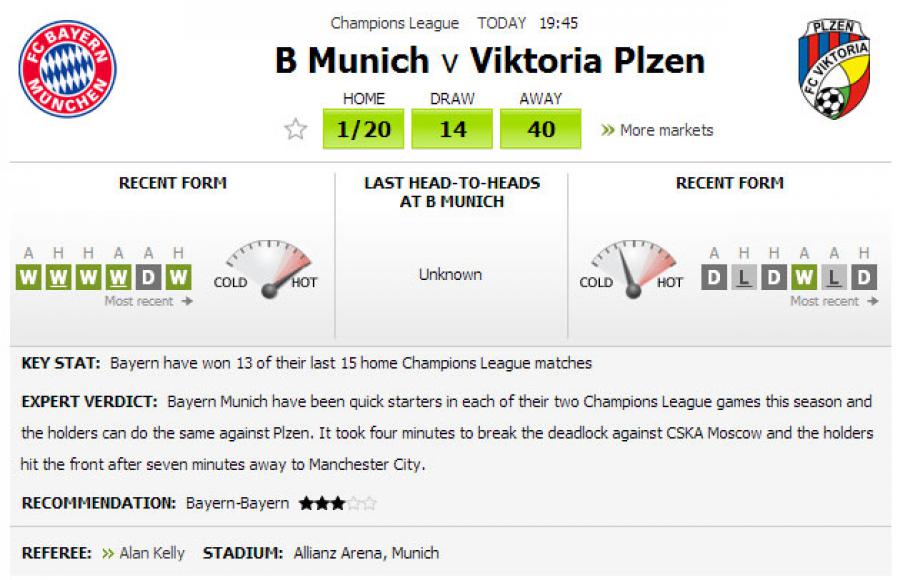 Champions League TODAY 19:45
FC BAYERN
MÜNCHEN
B Munich v Viktoria Plzen
PLZEŇ
FC VIKTORIA
HOME DRAW AWAY
1/20 14 40 » More markets
RECENT FORM
A H H A A H
W W W W D W
COLD HOT
Most recent →
LAST HEAD-TO-HEADS
AT B MUNICH
Unknown
RECENT FORM
COLD HOT
A H H A A H
D L D W L D
Most recent →
KEY STAT: Bayern have won 13 of their last 15 home Champions League matches
EXPERT VERDICT: Bayern Munich have been quick starters in each of their two Champions League games this season and
the holders can do the same against Plzen. It took four minutes to break the deadlock against CSKA Moscow and the holders
hit the front after seven minutes away to Manchester City.
RECOMMENDATION: Bayern-Bayern ★★★☆☆
REFEREE: » Alan Kelly STADIUM: Allianz Arena, Munich